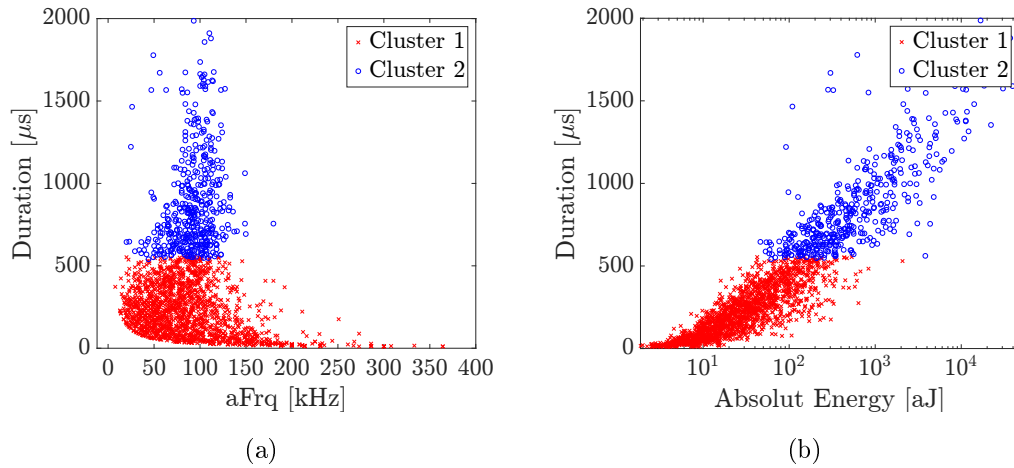 2000
1500
1000
500
0
Duration [μs]
0 50 100 150 200 250 300 350 400
aFrq [kHz]
Cluster 1
Cluster 2
(a)
2000
1500
1000
500
0
Duration [μs]
10¹ 10² 10³ 10⁴
Absolut Energy [aJ]
Cluster 1
Cluster 2
(b)